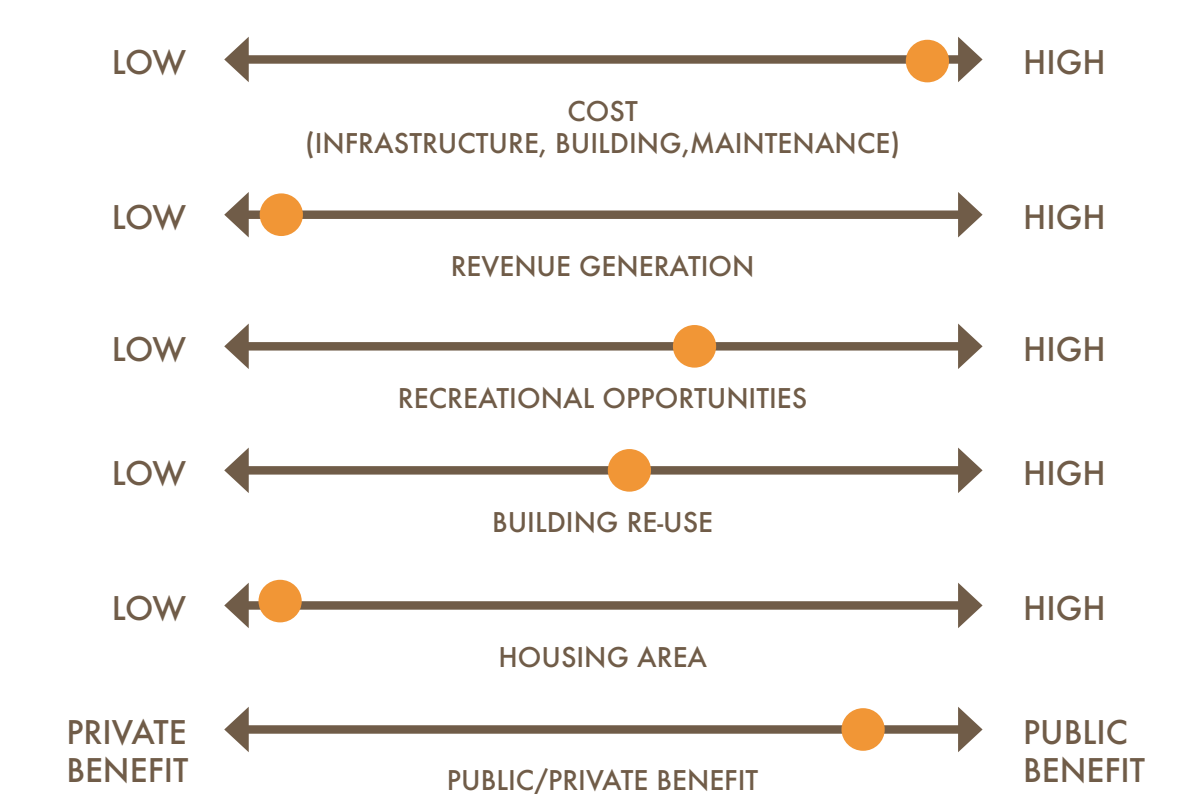 LOW HIGH
COST
(INFRASTRUCTURE, BUILDING,MAINTENANCE)
LOW HIGH
REVENUE GENERATION
LOW HIGH
RECREATIONAL OPPORTUNITIES
LOW HIGH
BUILDING RE-USE
LOW HIGH
HOUSING AREA
PRIVATE BENEFIT PUBLIC BENEFIT
PUBLIC/PRIVATE BENEFIT